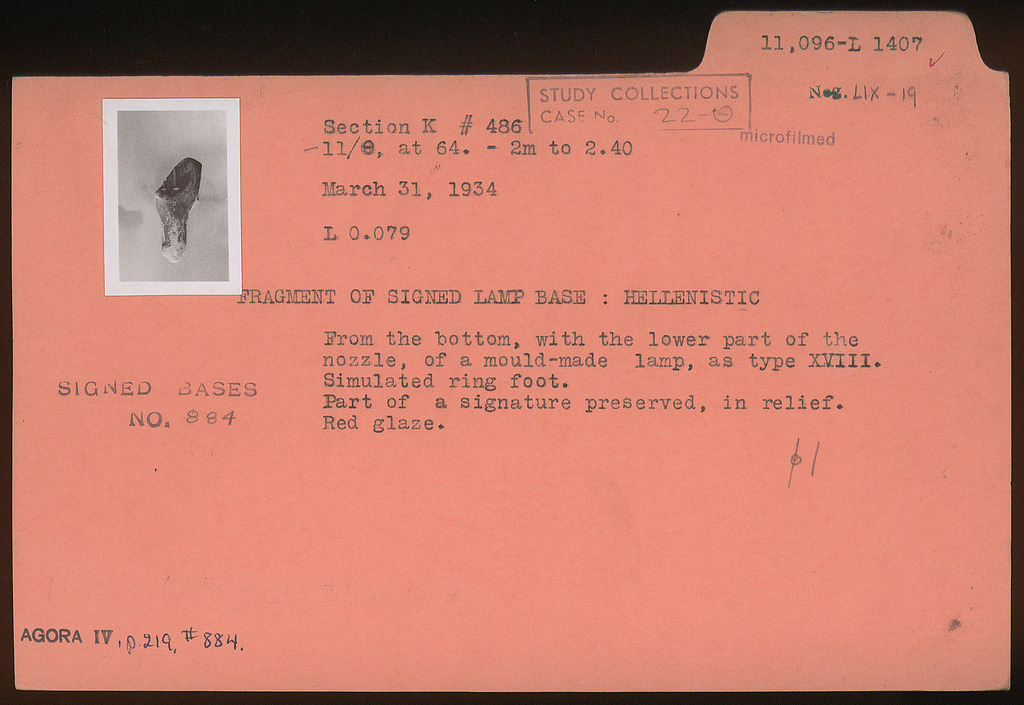 11,096-L 1407
Neg. LIX-19
STUDY COLLECTIONS
CASE No. 22-Θ
microfilmed
Section K # 486
-11/Θ, at 64. - 2m to 2.40
March 31, 1934
L 0.079
FRAGMENT OF SIGNED LAMP BASE : HELLENISTIC
From the bottom, with the lower part of the
nozzle, of a mould-made lamp, as type XVIII.
Simulated ring foot.
Part of a signature preserved, in relief.
Red glaze.
SIGNED BASES
NO. 884
AGORA IV, p.219, #884.